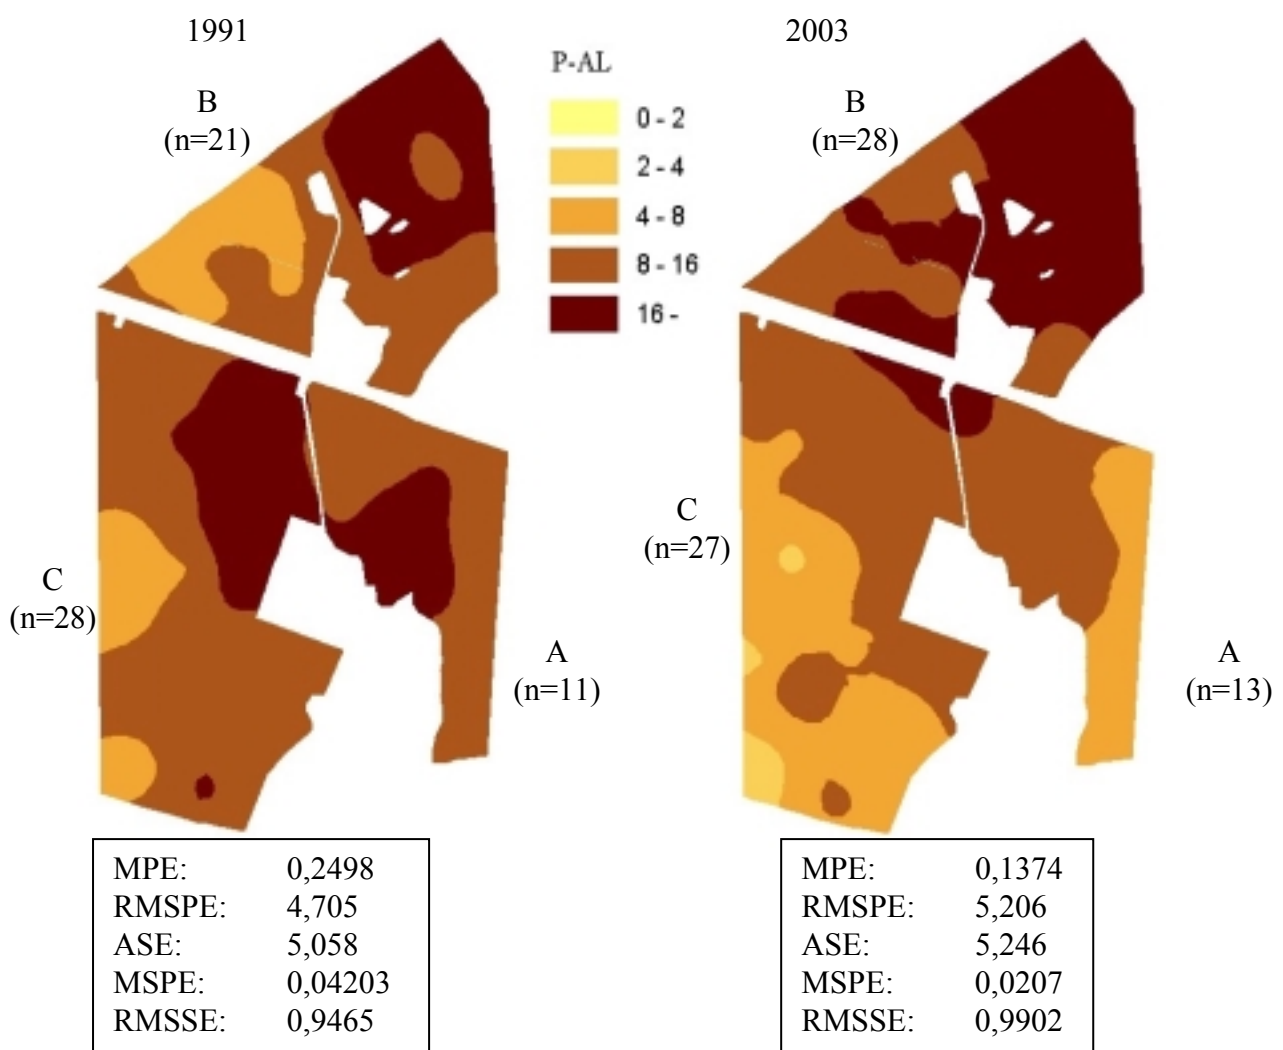 1991
2003
B
(n=21)
P-AL
0 - 2
2 - 4
4 - 8
8 - 16
16 -
B
(n=28)
C
(n=28)
A
(n=11)
C
(n=27)
A
(n=13)
MPE: 0,2498
RMSPE: 4,705
ASE: 5,058
MSPE: 0,04203
RMSSE: 0,9465
MPE: 0,1374
RMSPE: 5,206
ASE: 5,246
MSPE: 0,0207
RMSSE: 0,9902